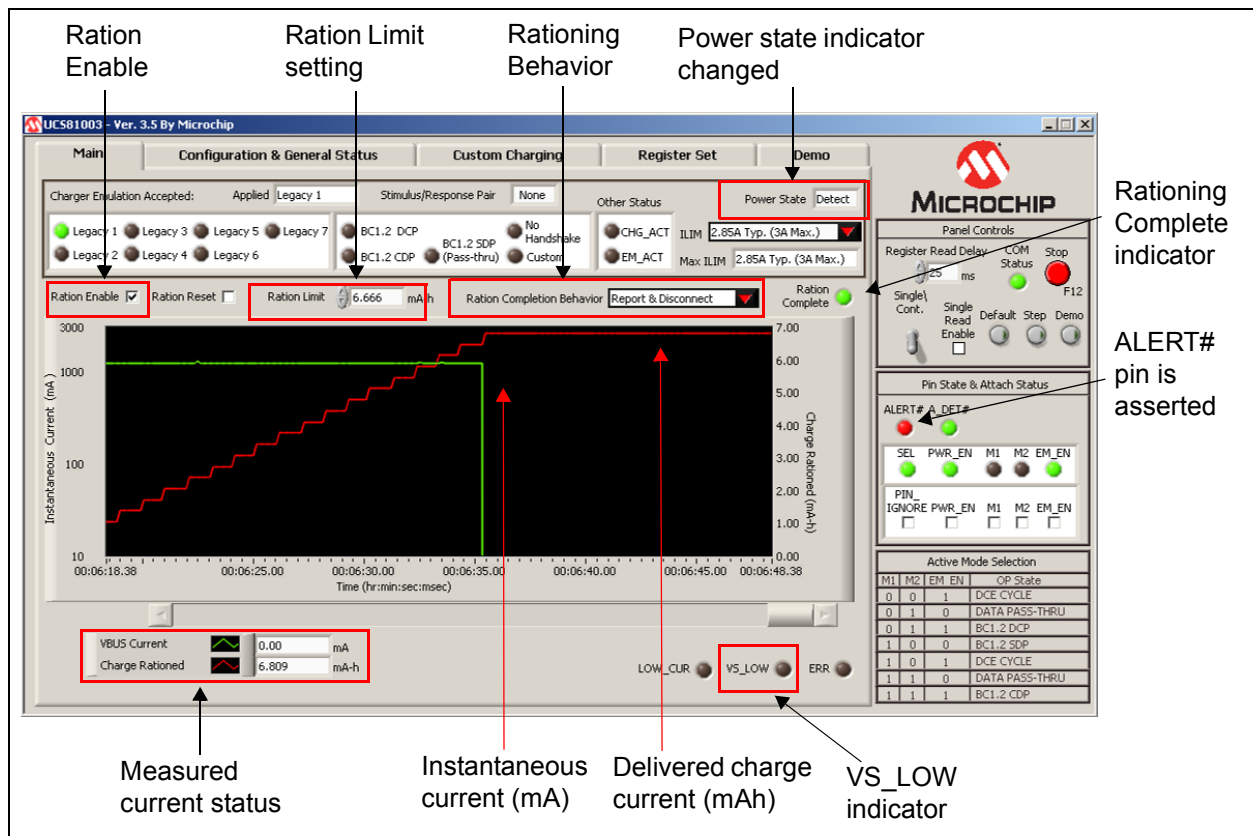 Ration
Enable
Ration Limit
setting
Rationing
Behavior
Power state indicator
changed
UCS81003 - Ver. 3.5 By Microchip
Main
Configuration & General Status
Custom Charging
Register Set
Demo
Charger Emulation Accepted:
Applied
Legacy 1
Stimulus/Response Pair
None
Other Status
Power State
Detect
Legacy 1
Legacy 3
Legacy 5
Legacy 7
Legacy 2
Legacy 4
Legacy 6
BC1.2 DCP
BC1.2 CDP
BC1.2 SDP
(Pass-thru)
No
Handshake
Custom
CHG_ACT
EM_ACT
ILIM
2.85A Typ. (3A Max.)
Max ILIM
2.85A Typ. (3A Max.)
Ration Enable
Ration Reset
Ration Limit
6.666
mA-h
Ration Completion Behavior
Report & Disconnect
Ration
Complete
Instantaneous Current (mA)
3000
1000
100
10
7.00
6.00
5.00
4.00
3.00
2.00
1.00
0.00
Charge Rationed (mA-h)
00:06:18.38
00:06:25.00
00:06:30.00
00:06:35.00
00:06:40.00
00:06:45.00
00:06:48.38
Time (hr:min:sec:msec)
VBUS Current
0.00
mA
Charge Rationed
6.809
mA-h
LOW_CUR
VS_LOW
ERR
MICROCHIP
Panel Controls
Register Read Delay
25
ms
COM
Status
Stop
F12
Single\
Cont.
Single
Read
Enable
Default
Step
Demo
Pin State & Attach Status
ALERT#
A_DET#
SEL
PWR_EN
M1
M2
EM_EN
PIN_
IGNORE
PWR_EN
M1
M2
EM_EN
Active Mode Selection
M1 M2 EM EN OP State
0 0 1 DCE CYCLE
0 1 0 DATA PASS-THRU
0 1 1 BC1.2 DCP
1 0 0 BC1.2 SDP
1 0 1 DCE CYCLE
1 1 0 DATA PASS-THRU
1 1 1 BC1.2 CDP
Rationing
Complete
indicator
ALERT#
pin is
asserted
Measured
current status
Instantaneous
current (mA)
Delivered charge
current (mAh)
VS_LOW
indicator